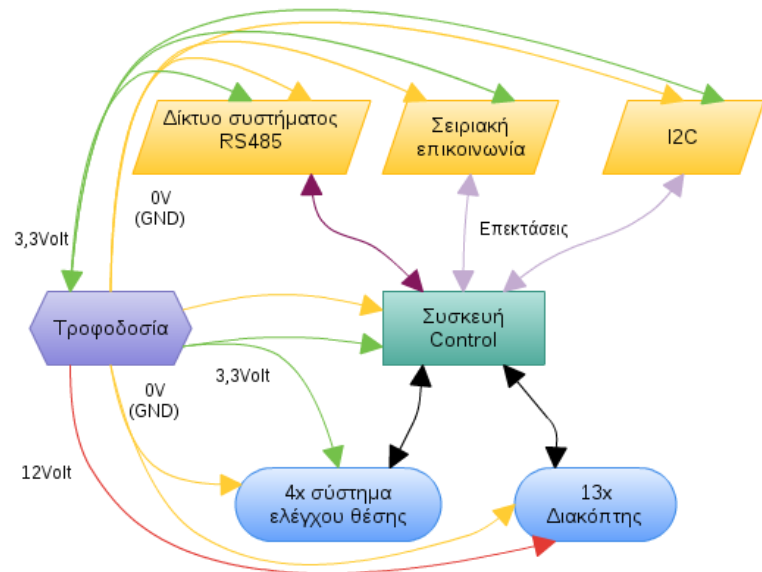 Δίκτυο συστήματος
RS485
Σειριακή
επικοινωνία
I2C
0V
(GND)
3,3Volt
Επεκτάσεις
Τροφοδοσία
Συσκευή
Control
3,3Volt
0V
(GND)
12Volt
4x σύστημα
ελέγχου θέσης
13x
Διακόπτης